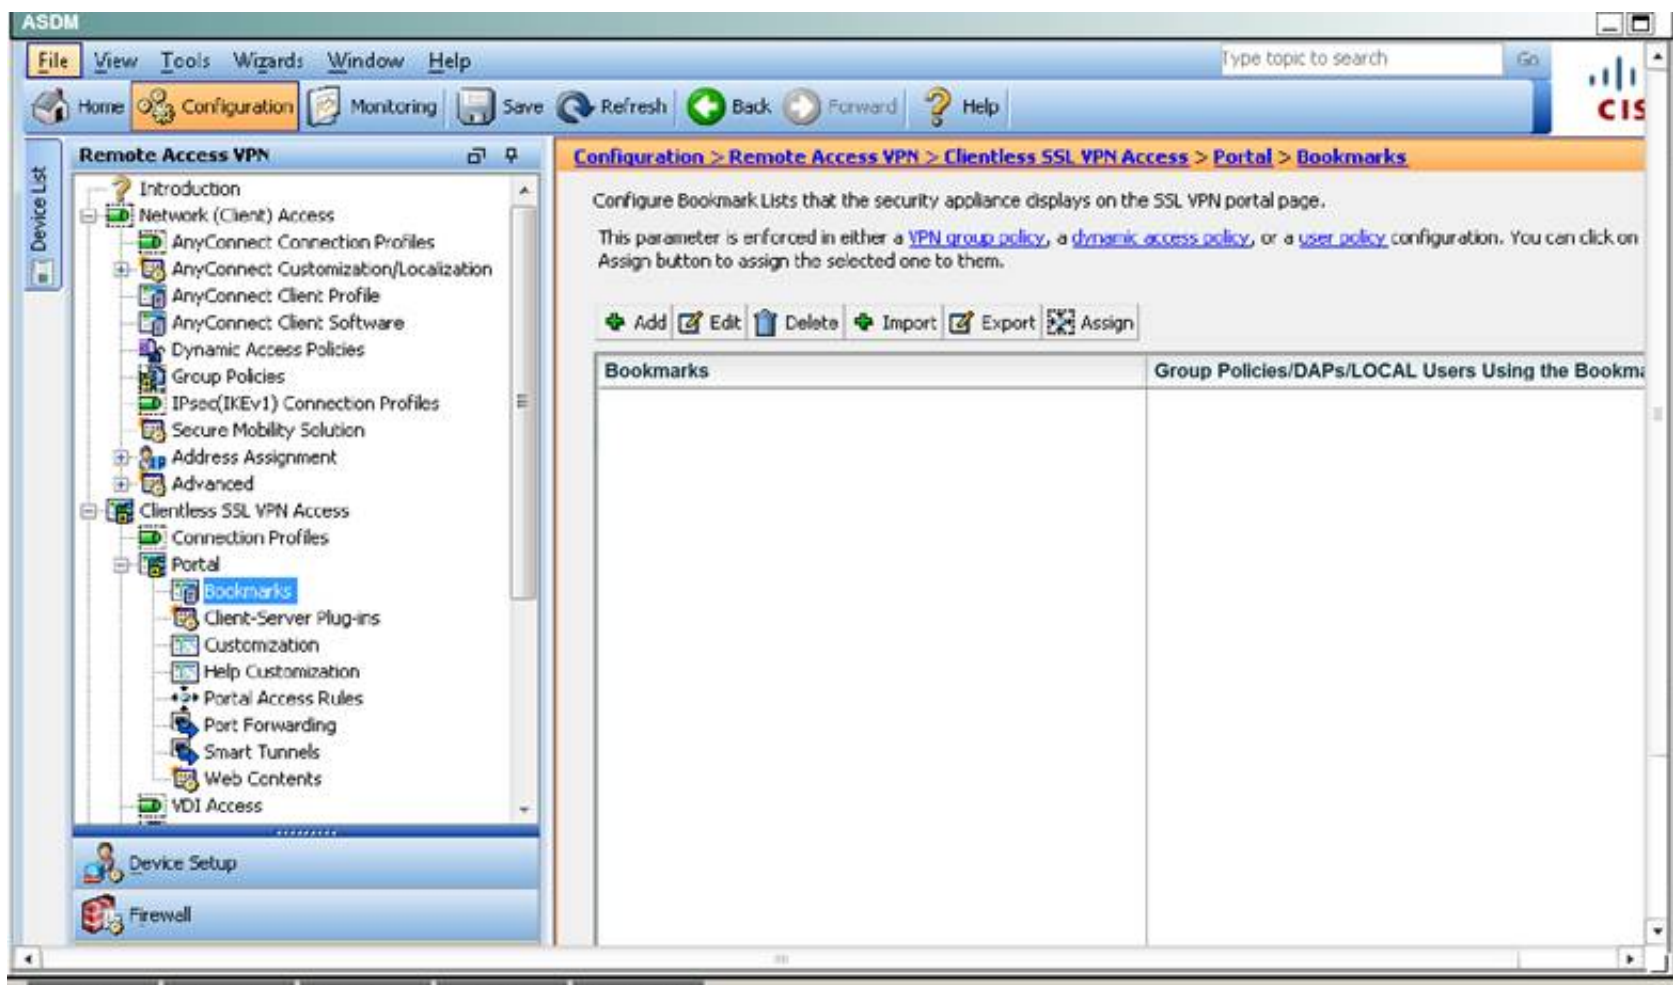 ASDM
File View Tools Wizards Window Help
Type topic to search Go
Home Configuration Monitoring Save Refresh Back Forward Help
CIS
Device List
Remote Access VPN
Introduction
Network (Client) Access
AnyConnect Connection Profiles
AnyConnect Customization/Localization
AnyConnect Client Profile
AnyConnect Client Software
Dynamic Access Policies
Group Policies
IPsec(IKEv1) Connection Profiles
Secure Mobility Solution
Address Assignment
Advanced
Clientless SSL VPN Access
Connection Profiles
Portal
Bookmarks
Client-Server Plug-ins
Customization
Help Customization
Portal Access Rules
Port Forwarding
Smart Tunnels
Web Contents
VDI Access
Device Setup
Firewall
Configuration > Remote Access VPN > Clientless SSL VPN Access > Portal > Bookmarks
Configure Bookmark Lists that the security appliance displays on the SSL VPN portal page.
This parameter is enforced in either a VPN group policy, a dynamic access policy, or a user policy configuration. You can click on
Assign button to assign the selected one to them.
Add Edit Delete Import Export Assign
Bookmarks
Group Policies/DAPs/LOCAL Users Using the Bookma